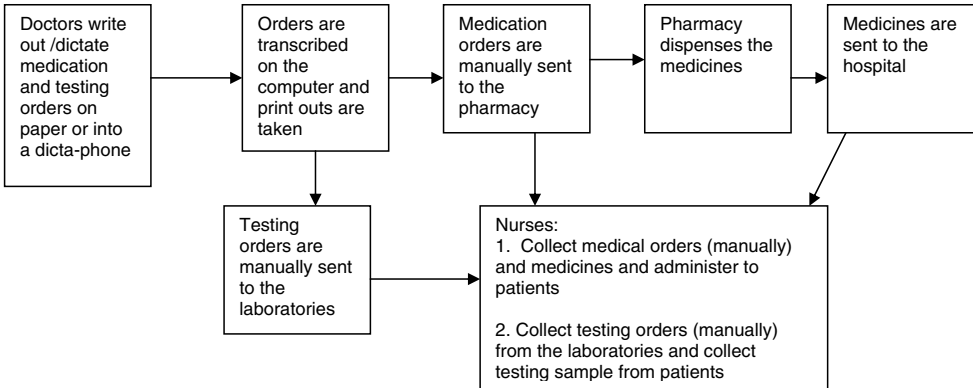 Doctors write
out /dictate
medication
and testing
orders on
paper or into
a dicta-phone
Orders are
transcribed
on the
computer and
print outs are
taken
Medication
orders are
manually sent
to the
pharmacy
Pharmacy
dispenses the
medicines
Medicines are
sent to the
hospital
Testing
orders are
manually sent
to the
laboratories
Nurses:
1. Collect medical orders (manually)
and medicines and administer to
patients
2. Collect testing orders (manually)
from the laboratories and collect
testing sample from patients